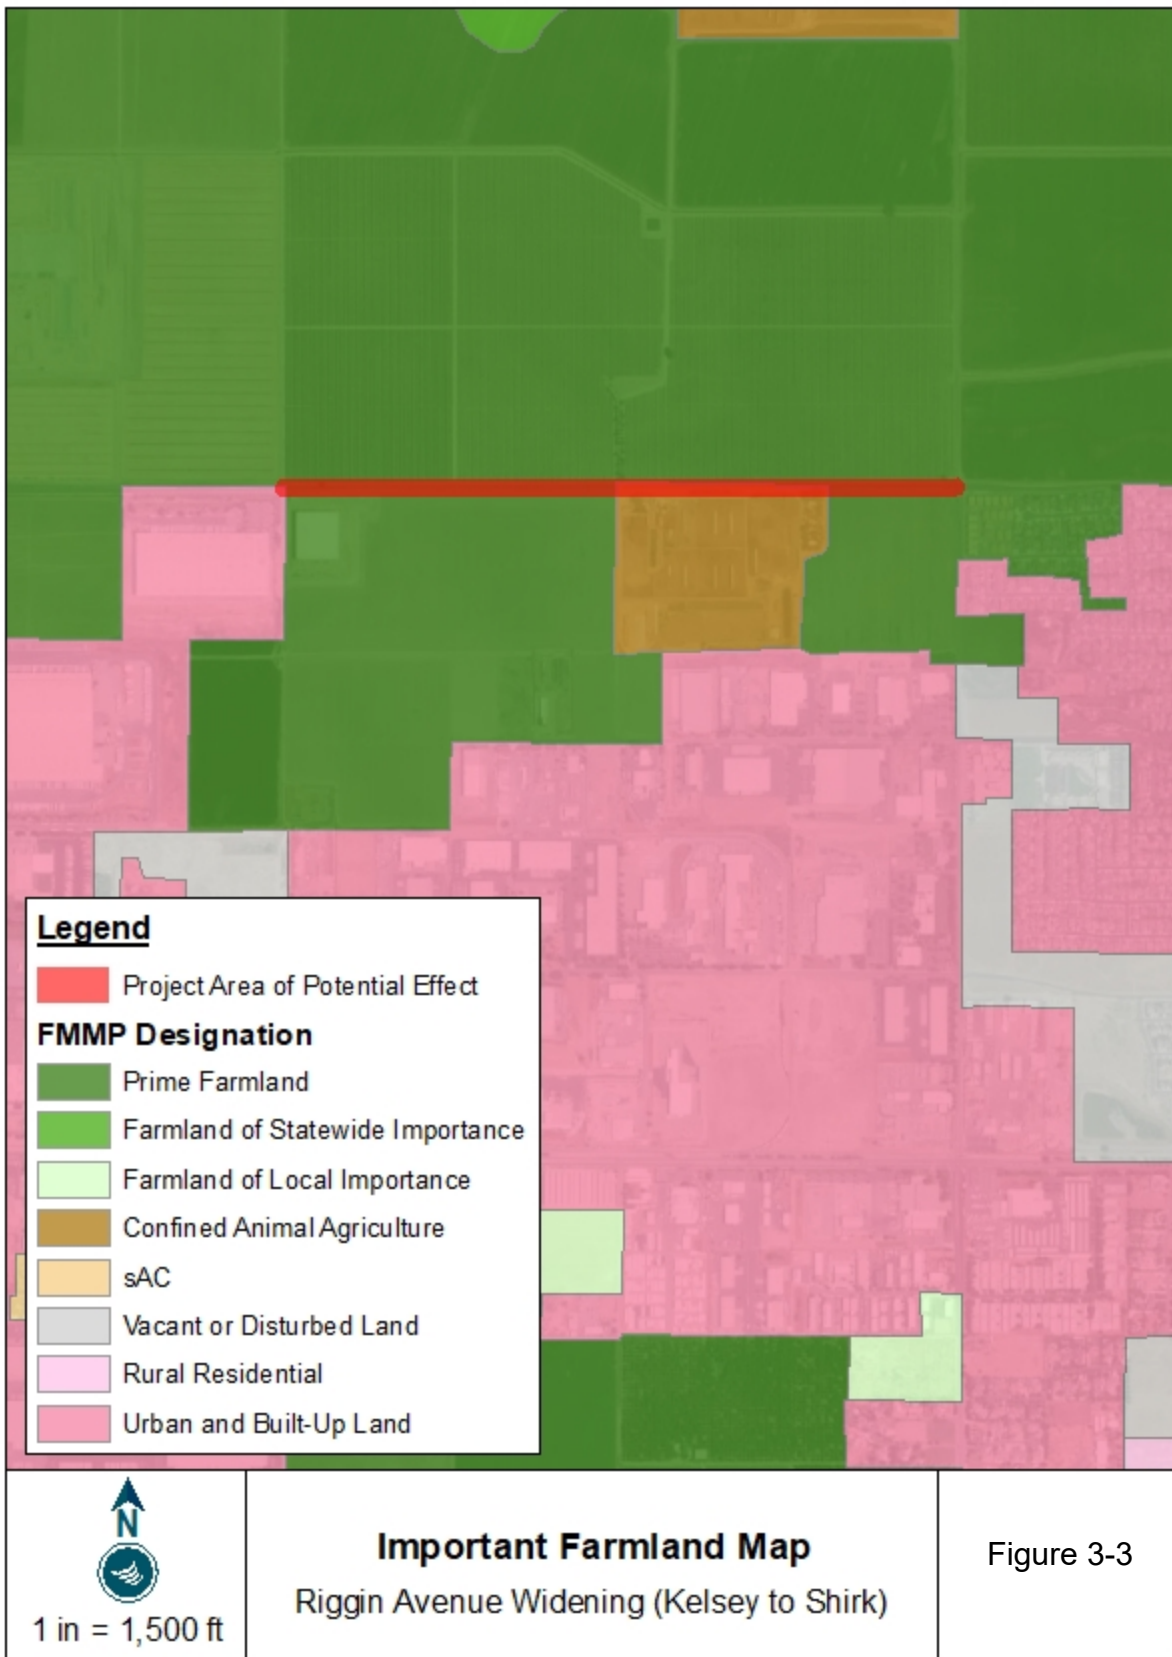 Legend
Project Area of Potential Effect
FMMP Designation
Prime Farmland
Farmland of Statewide Importance
Farmland of Local Importance
Confined Animal Agriculture
sAC
Vacant or Disturbed Land
Rural Residential
Urban and Built-Up Land
N
1 in = 1,500 ft
Important Farmland Map
Riggin Avenue Widening (Kelsey to Shirk)
Figure 3-3